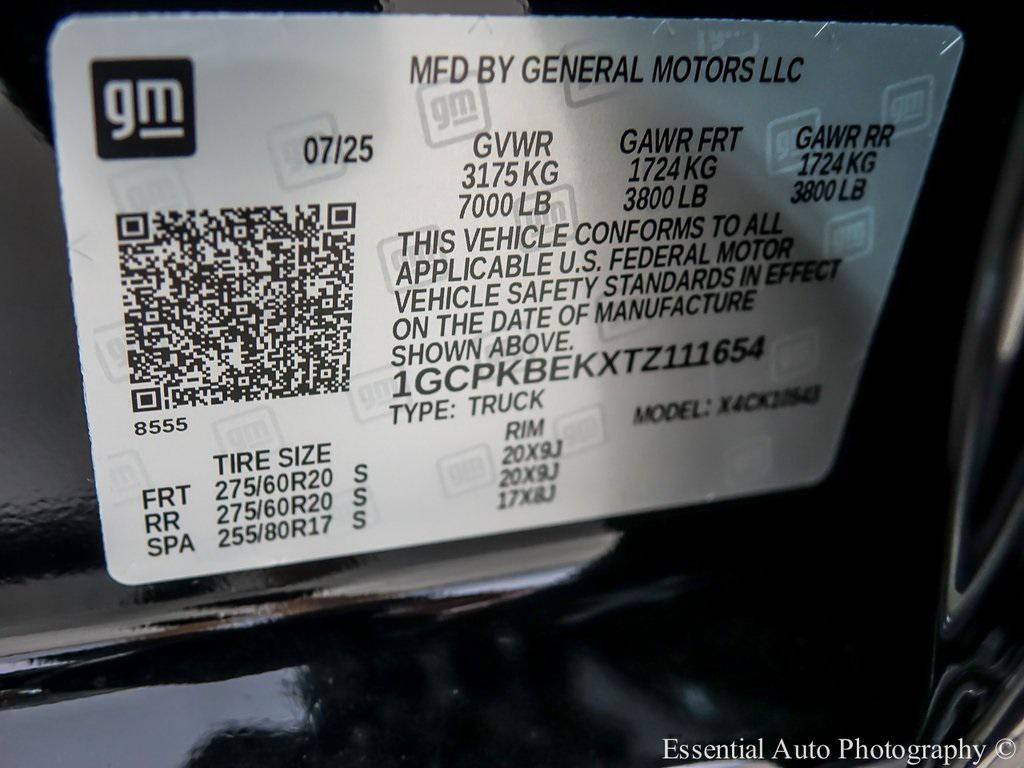 gm
MFD BY GENERAL MOTORS LLC
07/25
GVWR GAWR FRT GAWR RR
3175 KG 1724 KG 1724 KG
7000 LB 3800 LB 3800 LB
THIS VEHICLE CONFORMS TO ALL
APPLICABLE U.S. FEDERAL MOTOR
VEHICLE SAFETY STANDARDS IN EFFECT
ON THE DATE OF MANUFACTURE
SHOWN ABOVE.
1GCPKBEKXTZ111654
TYPE: TRUCK MODEL: X4CK10543
8555
TIRE SIZE RIM
FRT 275/60R20 S 20X9J
RR 275/60R20 S 20X9J
SPA 255/80R17 S 17X8J
Essential Auto Photography ©